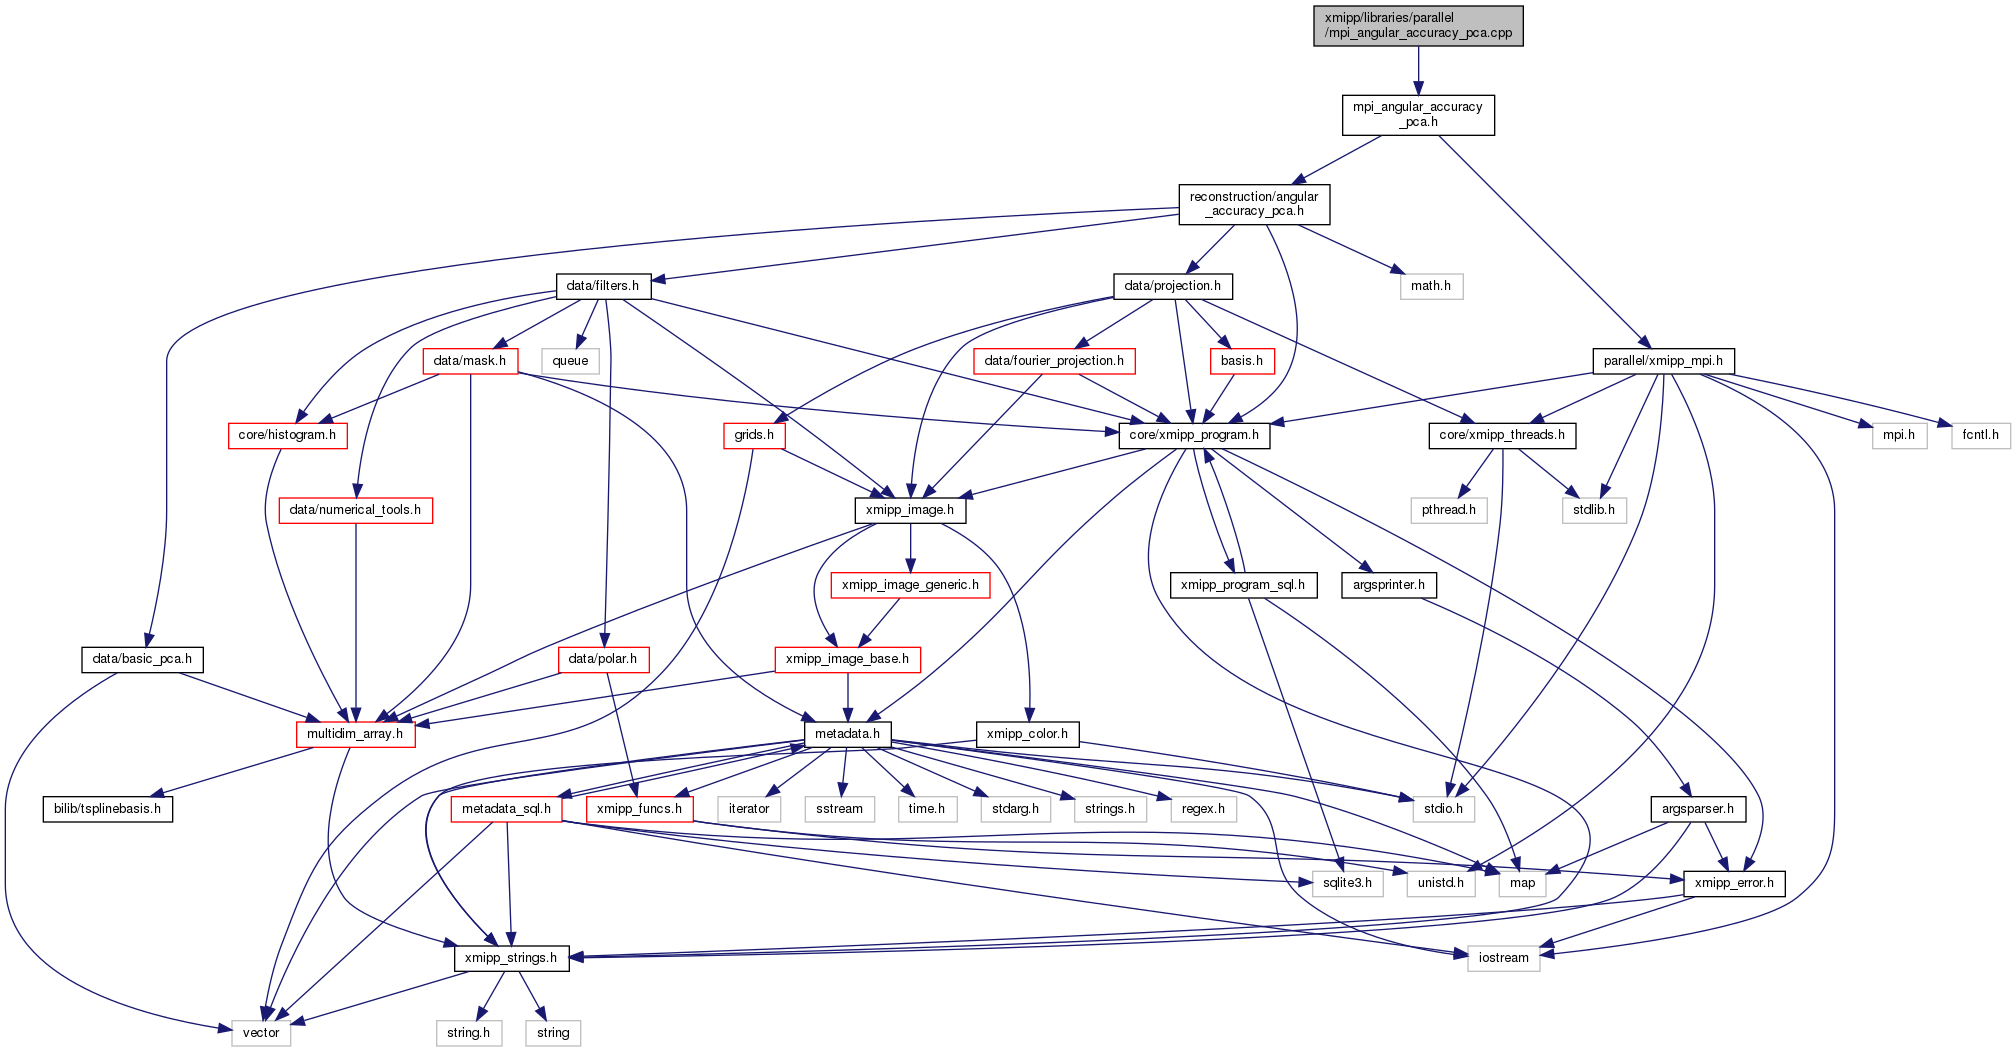 xmipp/libraries/parallel
/mpi_angular_accuracy_pca.cpp
mpi_angular_accuracy
_pca.h
reconstruction/angular
_accuracy_pca.h
data/filters.h
data/projection.h
math.h
data/mask.h
queue
data/fourier_projection.h
basis.h
parallel/xmipp_mpi.h
core/histogram.h
grids.h
core/xmipp_program.h
core/xmipp_threads.h
mpi.h
fcntl.h
data/numerical_tools.h
xmipp_image.h
pthread.h
stdlib.h
xmipp_image_generic.h
xmipp_program_sql.h
argsprinter.h
data/basic_pca.h
data/polar.h
xmipp_image_base.h
multidim_array.h
metadata.h
xmipp_color.h
bilib/tsplinebasis.h
metadata_sql.h
xmipp_funcs.h
iterator
sstream
time.h
stdarg.h
strings.h
regex.h
stdio.h
argsparser.h
sqlite3.h
unistd.h
map
xmipp_error.h
xmipp_strings.h
iostream
vector
string.h
string